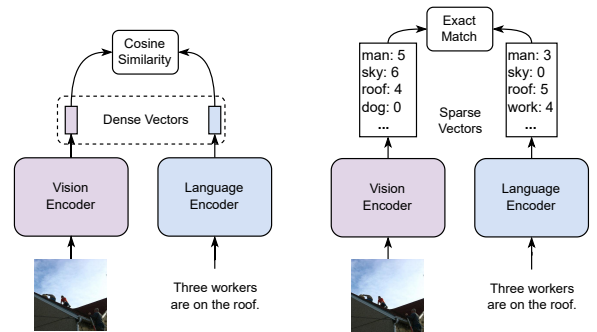 Cosine
Similarity
Dense Vectors
Vision
Encoder
Language
Encoder
Three workers
are on the roof.
Exact
Match
man: 5
sky: 6
roof: 4
dog: 0
...
man: 3
sky: 0
roof: 5
work: 4
...
Sparse
Vectors
Vision
Encoder
Language
Encoder
Three workers
are on the roof.